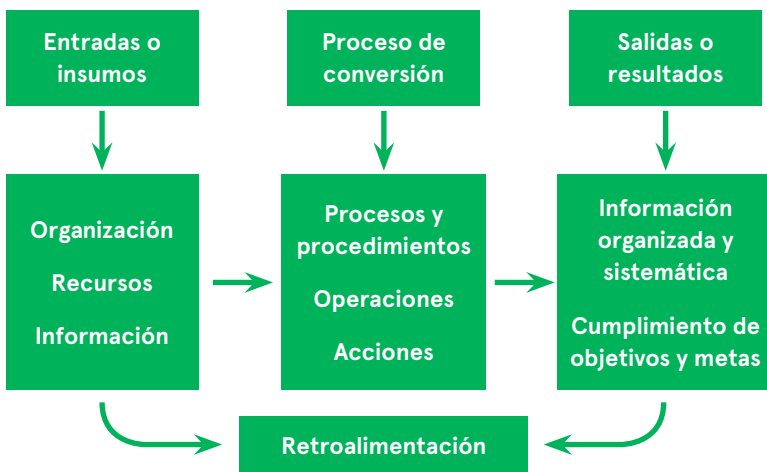 Entradas o
insumos
Proceso de
conversión
Salidas o
resultados
Organización
Recursos
Información
Procesos y
procedimientos
Operaciones
Acciones
Información
organizada y
sistemática
Cumplimiento de
objetivos y metas
Retroalimentación